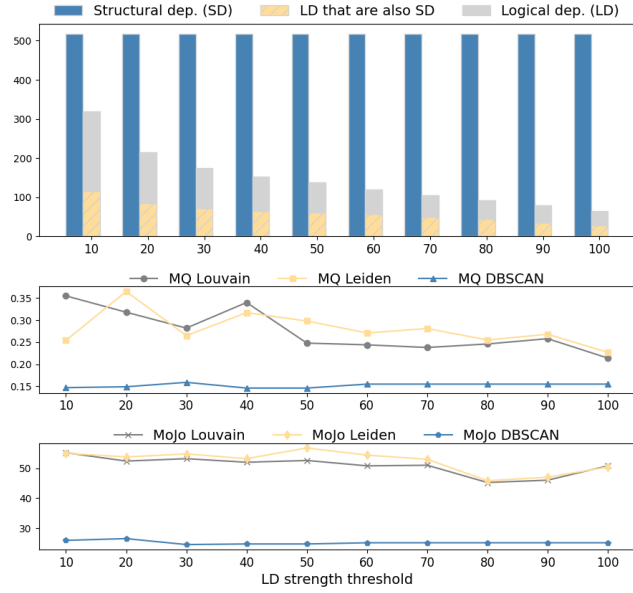 Structural dep. (SD) LD that are also SD Logical dep. (LD)
500
400
300
200
100
0
10 20 30 40 50 60 70 80 90 100
MQ Louvain MQ Leiden MQ DBSCAN
0.35
0.30
0.25
0.20
0.15
10 20 30 40 50 60 70 80 90 100
MoJo Louvain MoJo Leiden MoJo DBSCAN
50
40
30
10 20 30 40 50 60 70 80 90 100
LD strength threshold